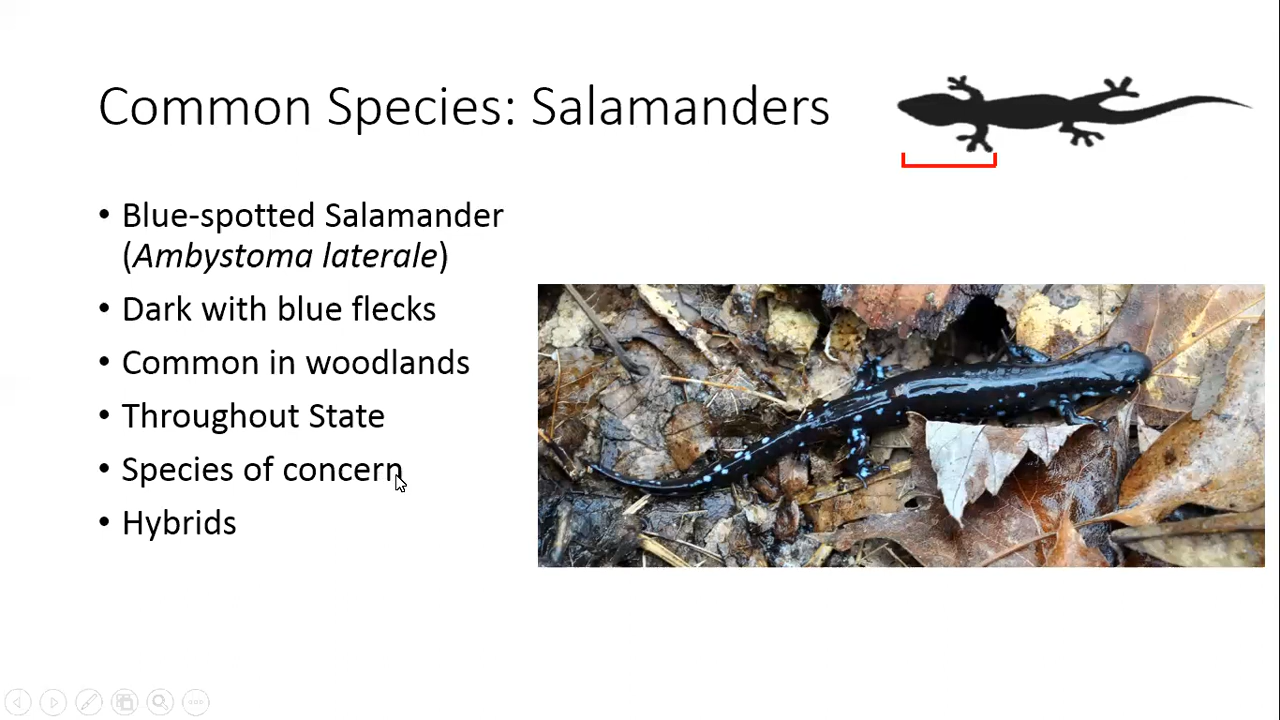 Common Species: Salamanders
• Blue-spotted Salamander
(Ambystoma laterale)
• Dark with blue flecks
• Common in woodlands
• Throughout State
• Species of concern
• Hybrids